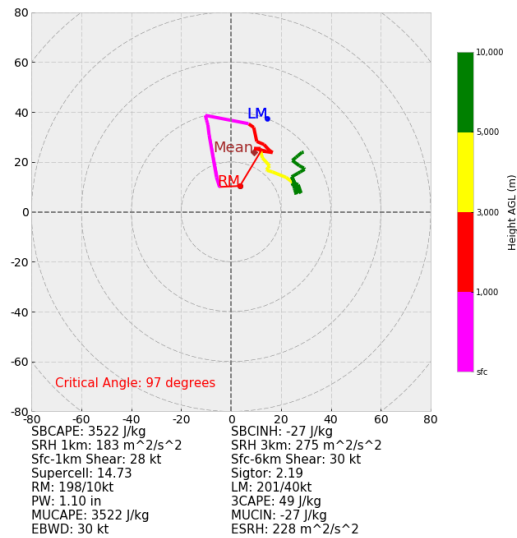 80
60
40
20
0
-20
-40
-60
-80
LM
Mean
RM
Critical Angle: 97 degrees
-80 -60 -40 -20 0 20 40 60 80
10,000
5,000
3,000
1,000
sfc
Height AGL (m)
SBCAPE: 3522 J/kg SBCINH: -27 J/kg
SRH 1km: 183 m^2/s^2 SRH 3km: 275 m^2/s^2
Sfc-1km Shear: 28 kt Sfc-6km Shear: 30 kt
Supercell: 14.73 Sigtor: 2.19
RM: 198/10kt LM: 201/40kt
PW: 1.10 in 3CAPE: 49 J/kg
MUCAPE: 3522 J/kg MUCIN: -27 J/kg
EBWD: 30 kt ESRH: 228 m^2/s^2